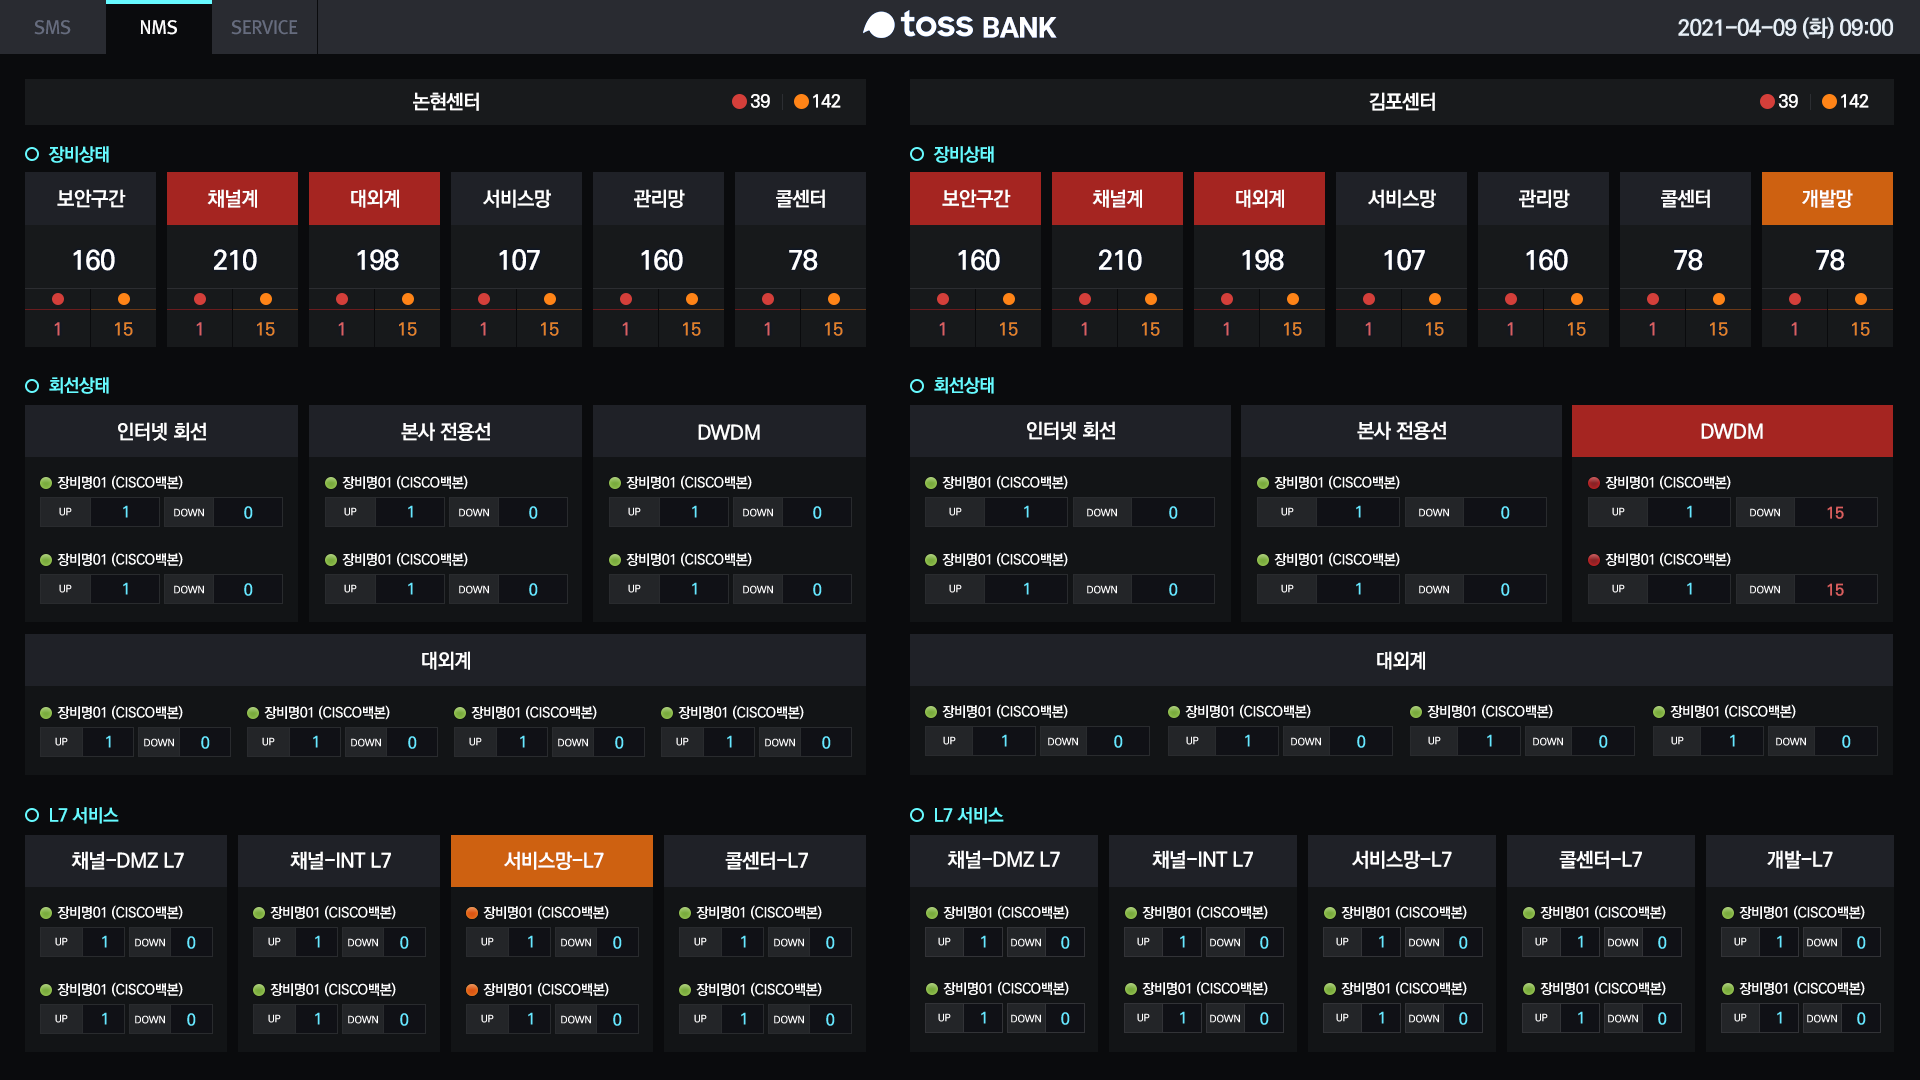 SMS NMS SERVICE toss BANK 2021-04-09 (화) 09:00
논현센터 39 142
장비상태
보안구간 채널계 대외계 서비스망 관리망 콜센터
160 210 198 107 160 78
1 15 1 15 1 15 1 15 1 15 1 15
회선상태
인터넷 회선 본사 전용선 DWDM
장비명01 (CISCO백본) 장비명01 (CISCO백본) 장비명01 (CISCO백본)
UP 1 DOWN 0 UP 1 DOWN 0 UP 1 DOWN 0
장비명01 (CISCO백본) 장비명01 (CISCO백본) 장비명01 (CISCO백본)
UP 1 DOWN 0 UP 1 DOWN 0 UP 1 DOWN 0
대외계
장비명01 (CISCO백본) 장비명01 (CISCO백본) 장비명01 (CISCO백본) 장비명01 (CISCO백본)
UP 1 DOWN 0 UP 1 DOWN 0 UP 1 DOWN 0 UP 1 DOWN 0
L7 서비스
채널-DMZ L7 채널-INT L7 서비스망-L7 콜센터-L7
장비명01 (CISCO백본) 장비명01 (CISCO백본) 장비명01 (CISCO백본) 장비명01 (CISCO백본)
UP 1 DOWN 0 UP 1 DOWN 0 UP 1 DOWN 0 UP 1 DOWN 0
장비명01 (CISCO백본) 장비명01 (CISCO백본) 장비명01 (CISCO백본) 장비명01 (CISCO백본)
UP 1 DOWN 0 UP 1 DOWN 0 UP 1 DOWN 0 UP 1 DOWN 0
김포센터 39 142
장비상태
보안구간 채널계 대외계 서비스망 관리망 콜센터 개발망
160 210 198 107 160 78 78
1 15 1 15 1 15 1 15 1 15 1 15 1 15
회선상태
인터넷 회선 본사 전용선 DWDM
장비명01 (CISCO백본) 장비명01 (CISCO백본) 장비명01 (CISCO백본)
UP 1 DOWN 0 UP 1 DOWN 0 UP 1 DOWN 15
장비명01 (CISCO백본) 장비명01 (CISCO백본) 장비명01 (CISCO백본)
UP 1 DOWN 0 UP 1 DOWN 0 UP 1 DOWN 15
대외계
장비명01 (CISCO백본) 장비명01 (CISCO백본) 장비명01 (CISCO백본) 장비명01 (CISCO백본)
UP 1 DOWN 0 UP 1 DOWN 0 UP 1 DOWN 0 UP 1 DOWN 0
L7 서비스
채널-DMZ L7 채널-INT L7 서비스망-L7 콜센터-L7 개발-L7
장비명01 (CISCO백본) 장비명01 (CISCO백본) 장비명01 (CISCO백본) 장비명01 (CISCO백본) 장비명01 (CISCO백본)
UP 1 DOWN 0 UP 1 DOWN 0 UP 1 DOWN 0 UP 1 DOWN 0 UP 1 DOWN 0
장비명01 (CISCO백본) 장비명01 (CISCO백본) 장비명01 (CISCO백본) 장비명01 (CISCO백본) 장비명01 (CISCO백본)
UP 1 DOWN 0 UP 1 DOWN 0 UP 1 DOWN 0 UP 1 DOWN 0 UP 1 DOWN 0